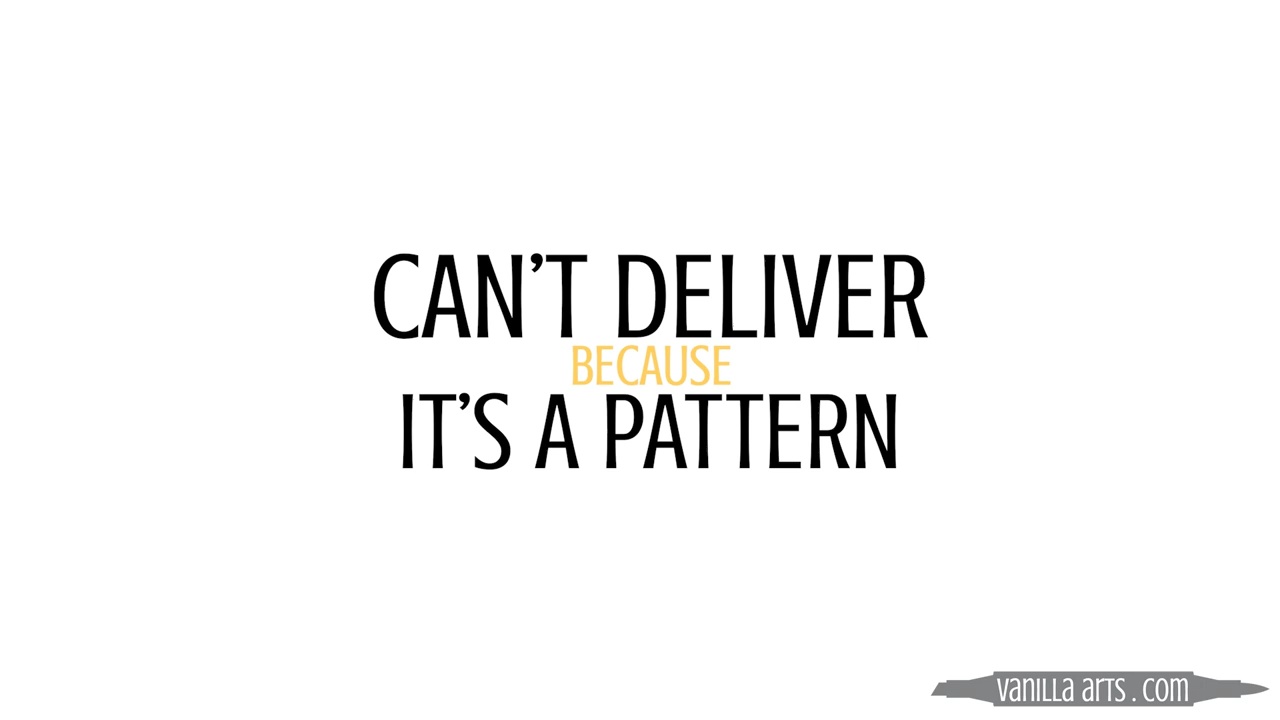 CAN’T DELIVER
BECAUSE
IT’S A PATTERN
VANILLA ARTS . COM